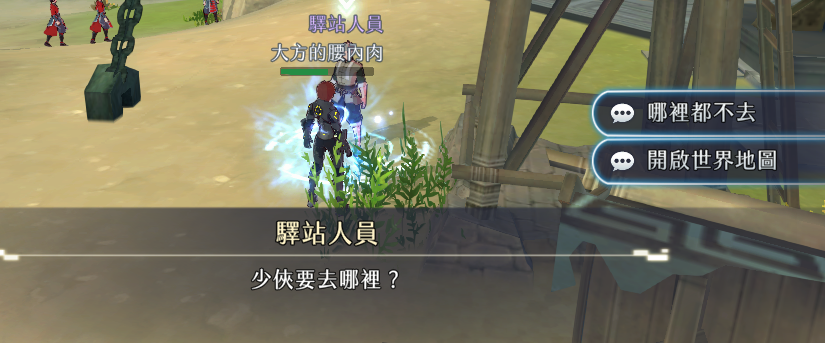 驛站人員
大方的腰內肉
哪裡都不去
開啟世界地圖
驛站人員
少俠要去哪裡？